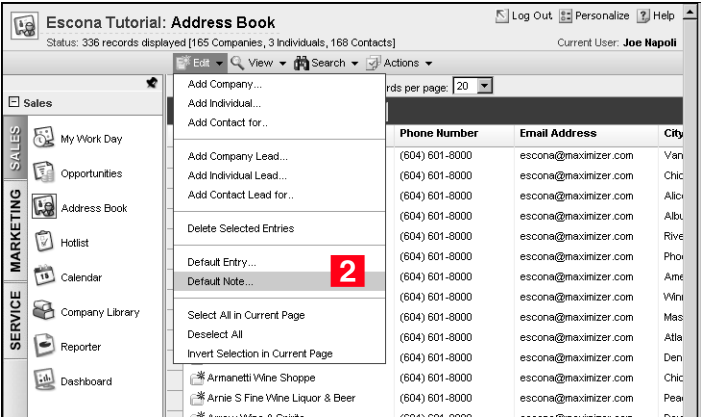 Escona Tutorial: Address Book
Log Out Personalize ? Help
Status: 336 records displayed [165 Companies, 3 Individuals, 168 Contacts]
Current User: Joe Napoli
Edit View Search Actions
rds per page: 20
Sales
SALES
MARKETING
SERVICE
My Work Day
Opportunities
Address Book
Hotlist
Calendar
Company Library
Reporter
Dashboard
Add Company...
Add Individual...
Add Contact for..
Add Company Lead...
Add Individual Lead...
Add Contact Lead for..
Delete Selected Entries
Default Entry...
Default Note...
2
Select All in Current Page
Deselect All
Invert Selection in Current Page
Phone Number Email Address City
(604) 601-8000 escona@maximizer.com Van
(604) 601-8000 escona@maximizer.com Chic
(604) 601-8000 escona@maximizer.com Alic
(604) 601-8000 escona@maximizer.com Albu
(604) 601-8000 escona@maximizer.com Rive
(604) 601-8000 escona@maximizer.com Pho
(604) 601-8000 escona@maximizer.com Ame
(604) 601-8000 escona@maximizer.com Winn
(604) 601-8000 escona@maximizer.com Mas
(604) 601-8000 escona@maximizer.com Atla
(604) 601-8000 escona@maximizer.com Den
Armanetti Wine Shoppe (604) 601-8000 escona@maximizer.com Chic
Arnie S Fine Wine Liquor & Beer (604) 601-8000 escona@maximizer.com Pea